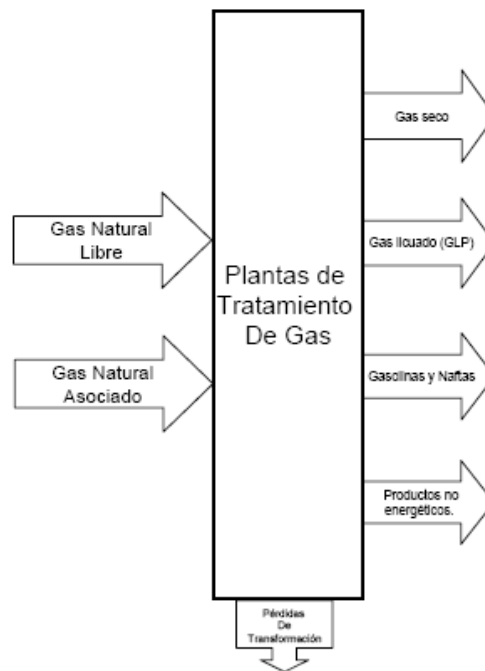 Gas Natural
Libre
Gas Natural
Asociado
Plantas de
Tratamiento
De Gas
Gas seco
Gas licuado (GLP)
Gasolinas y Naftas
Productos no
energéticos.
Pérdidas
De
Transformación